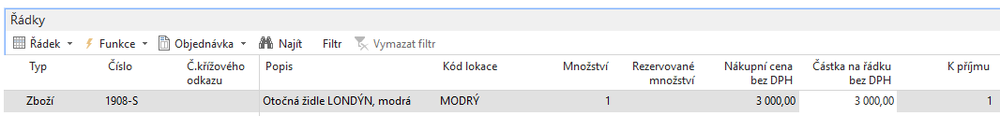 Řádky
Řádek Funkce Objednávka Najít Filtr Vymazat filtr
Typ Číslo Č.křížového odkazu Popis Kód lokace Množství Rezervované množství Nákupní cena bez DPH Částka na řádku bez DPH K příjmu
Zboží 1908-S Otočná židle LONDÝN, modrá MODRÝ 1 3 000,00 3 000,00 1